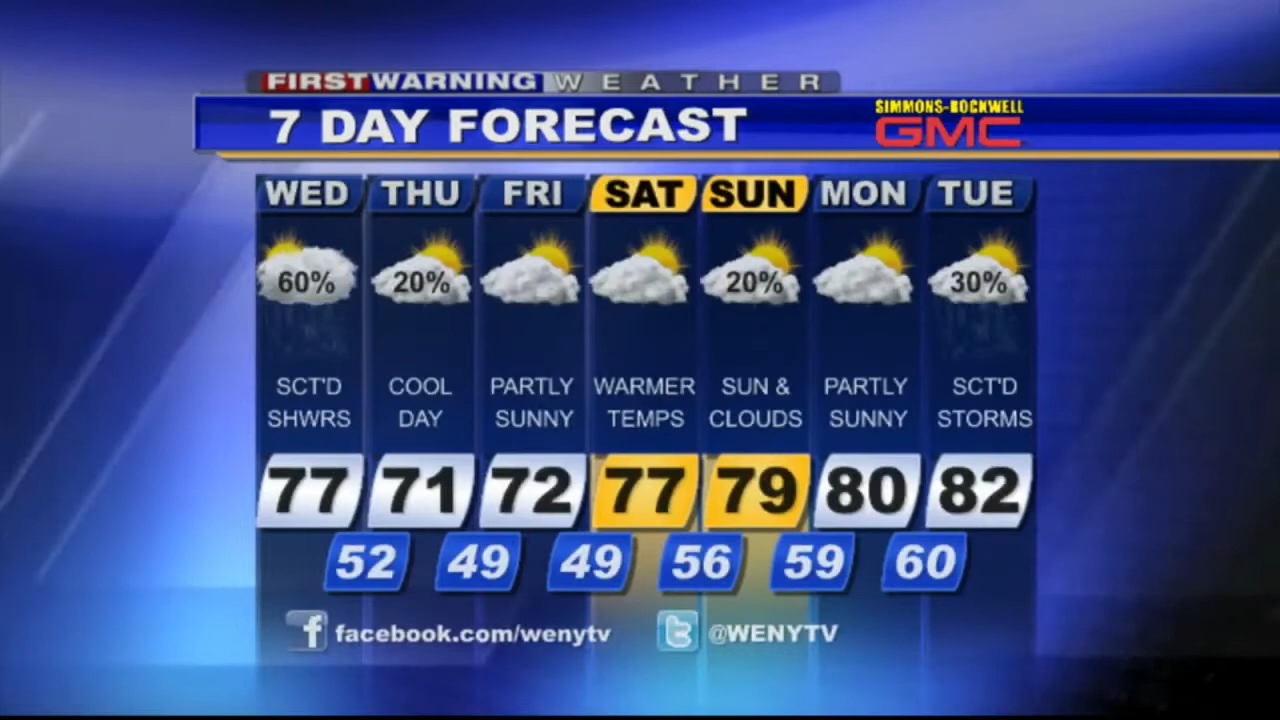 FIRST WARNING WEATHER
7 DAY FORECAST
SIMMONS-ROCKWELL
GMC
WED THU FRI SAT SUN MON TUE
60% 20% 20% 30%
SCT'D COOL PARTLY WARMER SUN & PARTLY SCT'D
SHWRS DAY SUNNY TEMPS CLOUDS SUNNY STORMS
77 71 72 77 79 80 82
52 49 49 56 59 60
f facebook.com/wenytv t @WENYTV